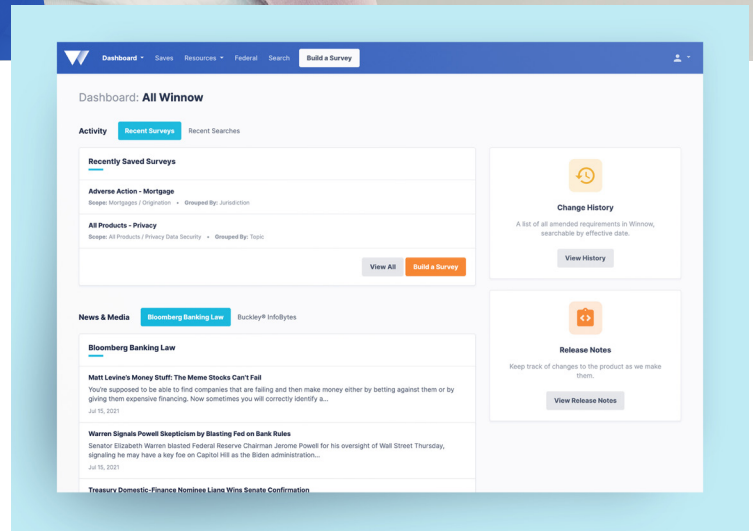 Dashboard
Saves
Resources
Federal
Search
Build a Survey
Dashboard: All Winnow
Activity
Recent Surveys
Recent Searches
Recently Saved Surveys
Adverse Action - Mortgage
Scope: Mortgages / Origination • Grouped By: Jurisdiction
All Products - Privacy
Scope: All Products / Privacy Data Security • Grouped By: Topic
View All
Build a Survey
Change History
A list of all amended requirements in Winnow,
searchable by effective date.
View History
News & Media
Bloomberg Banking Law
Buckley® InfoBytes
Bloomberg Banking Law
Matt Levine's Money Stuff: The Meme Stocks Can't Fail
You're supposed to be able to find companies that are failing and then make money either by betting against them or by
giving them expensive financing. Now sometimes you will correctly identify a...
Jul 15, 2021
Warren Signals Powell Skepticism by Blasting Fed on Bank Rules
Senator Elizabeth Warren blasted Federal Reserve Chairman Jerome Powell for his oversight of Wall Street Thursday,
signaling he may have a key foe on Capitol Hill as the Biden administration...
Jul 15, 2021
Treasury Domestic-Finance Nominee Liang Wins Senate Confirmation
Release Notes
Keep track of changes to the product as we make
them.
View Release Notes